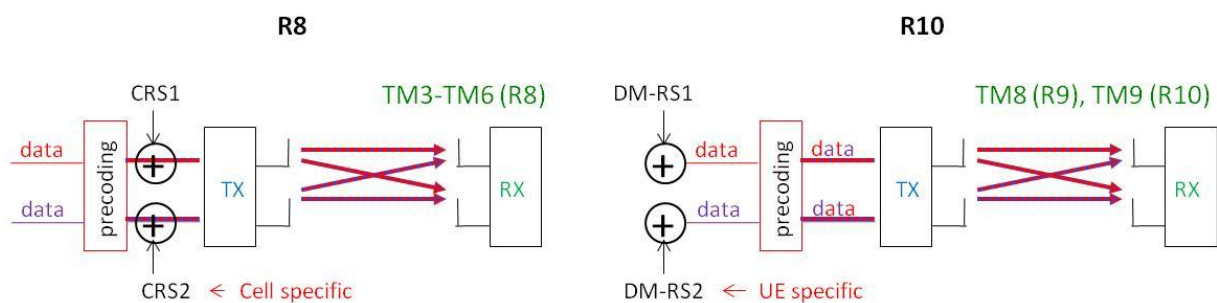 R8
CRS1
TM3-TM6 (R8)
data
data
precoding
+
+
TX
RX
CRS2 ← Cell specific
R10
DM-RS1
TM8 (R9), TM9 (R10)
+
+
data
data
precoding
data
data
TX
RX
DM-RS2 ← UE specific